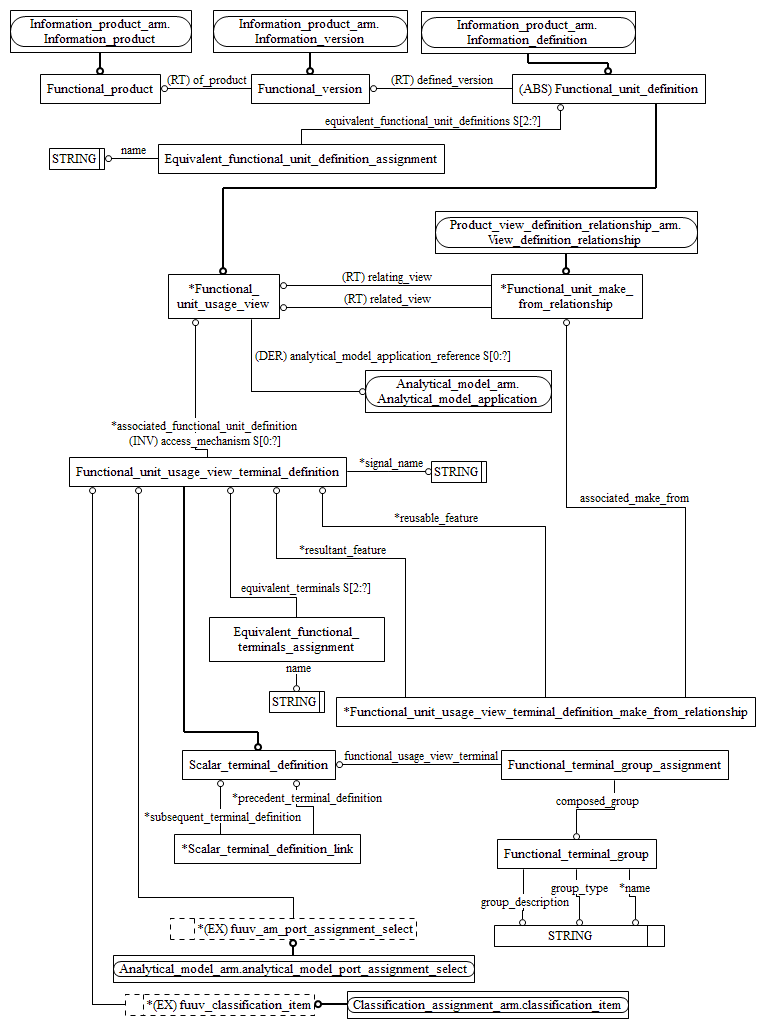 Information_product_arm.
Information_product
Information_product_arm.
Information_version
Information_product_arm.
Information_definition
Functional_product
(RT) of_product
Functional_version
(RT) defined_version
(ABS) Functional_unit_definition
equivalent_functional_unit_definitions S[2:?]
STRING
name
Equivalent_functional_unit_definition_assignment
Product_view_definition_relationship_arm.
View_definition_relationship
*Functional_
unit_usage_view
(RT) relating_view
(RT) related_view
*Functional_unit_make_
from_relationship
(DER) analytical_model_application_reference S[0:?]
Analytical_model_arm.
Analytical_model_application
*associated_functional_unit_definition
(INV) access_mechanism S[0:?]
Functional_unit_usage_view_terminal_definition
*signal_name
STRING
associated_make_from
*reusable_feature
*resultant_feature
equivalent_terminals S[2:?]
Equivalent_functional_
terminals_assignment
name
STRING
*Functional_unit_usage_view_terminal_definition_make_from_relationship
Scalar_terminal_definition
functional_usage_view_terminal
Functional_terminal_group_assignment
*precedent_terminal_definition
*subsequent_terminal_definition
composed_group
*Scalar_terminal_definition_link
Functional_terminal_group
group_description
group_type
*name
STRING
*(EX) fuuv_am_port_assignment_select
Analytical_model_arm.analytical_model_port_assignment_select
*(EX) fuuv_classification_item
Classification_assignment_arm.classification_item